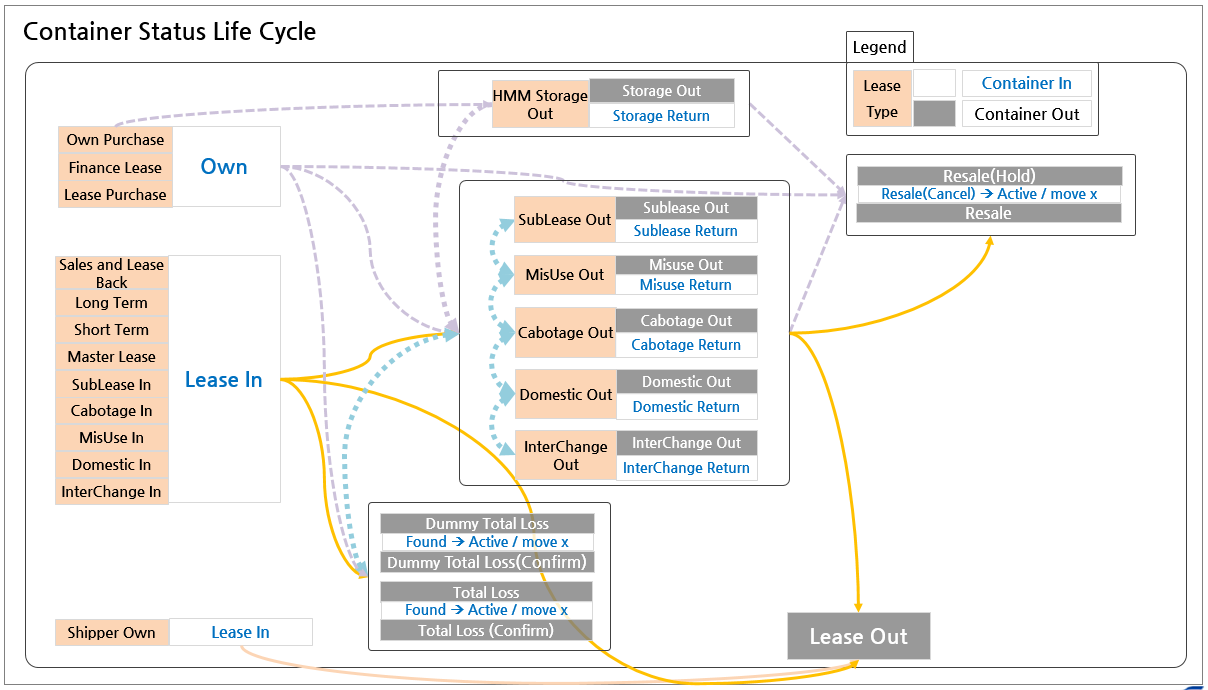 Container Status Life Cycle
Legend
Lease
Type
Container In
Container Out
HMM Storage
Out
Storage Out
Storage Return
Own Purchase
Finance Lease
Lease Purchase
Own
Resale(Hold)
Resale(Cancel) → Active / move x
Resale
SubLease Out
Sublease Out
Sublease Return
MisUse Out
Misuse Out
Misuse Return
Cabotage Out
Cabotage Out
Cabotage Return
Domestic Out
Domestic Out
Domestic Return
InterChange
Out
InterChange Out
InterChange Return
Sales and Lease
Back
Long Term
Short Term
Master Lease
SubLease In
Cabotage In
MisUse In
Domestic In
InterChange In
Lease In
Dummy Total Loss
Found → Active / move x
Dummy Total Loss(Confirm)
Total Loss
Found → Active / move x
Total Loss (Confirm)
Shipper Own
Lease In
Lease Out